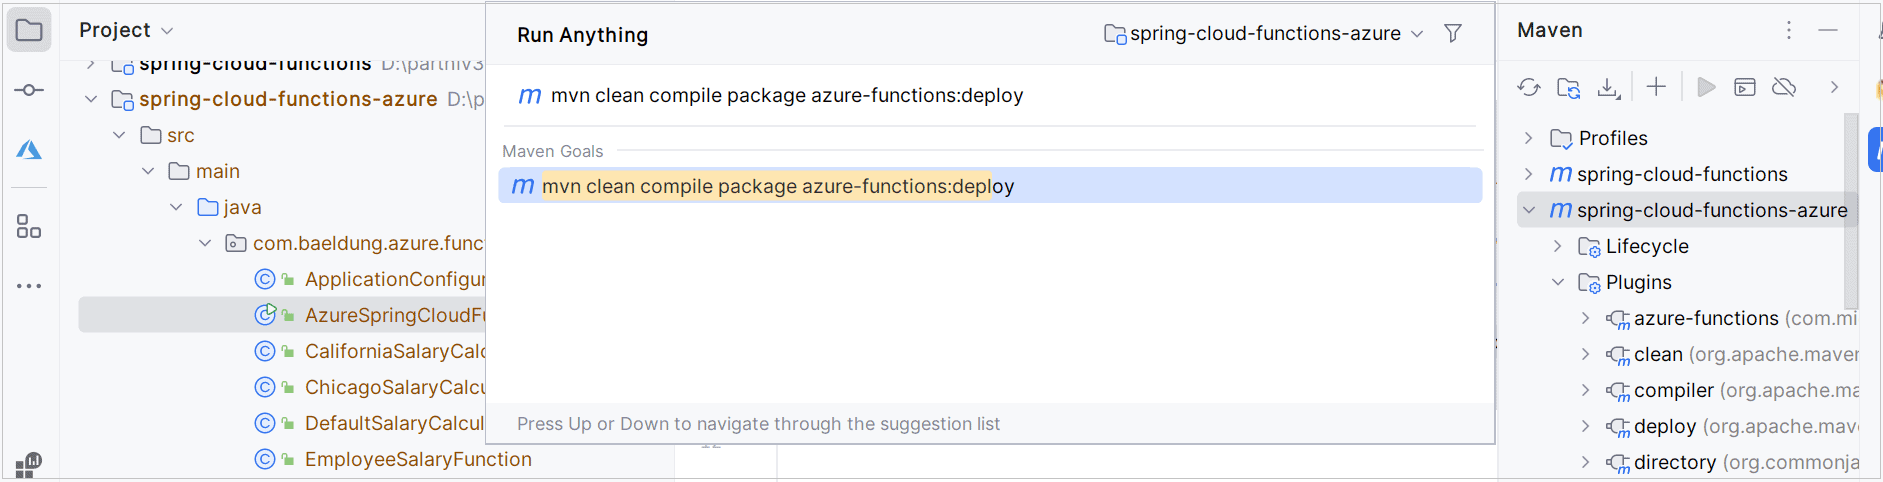 Project
spring-cloud-functions D:\parthiv3
spring-cloud-functions-azure D:\p
src
main
java
com.baeldung.azure.func
ApplicationConfigur
AzureSpringCloudFu
CaliforniaSalaryCalc
ChicagoSalaryCalcu
DefaultSalaryCalcul
EmployeeSalaryFunction
Run Anything
spring-cloud-functions-azure
m mvn clean compile package azure-functions:deploy
Maven Goals
m mvn clean compile package azure-functions:deploy
Press Up or Down to navigate through the suggestion list
12
Maven
Profiles
m spring-cloud-functions
m spring-cloud-functions-azure
Lifecycle
Plugins
azure-functions (com.mi
clean (org.apache.maven
compiler (org.apache.ma
deploy (org.apache.mav
directory (org.commonja